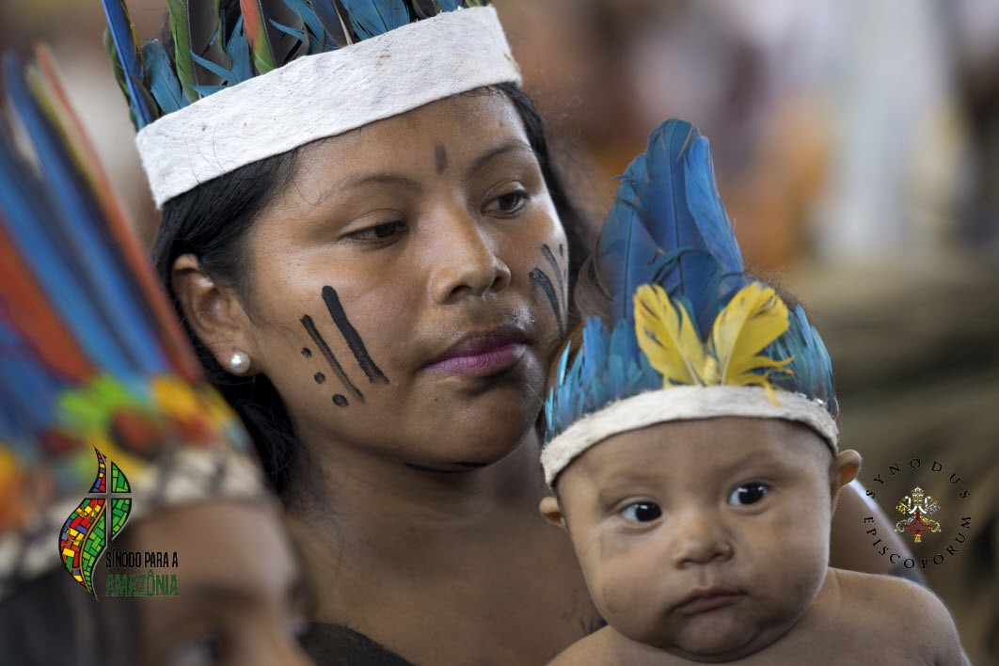 SÍNODO PARA A
AMAZÔNIA
SYNODUS
EPISCOPORUM